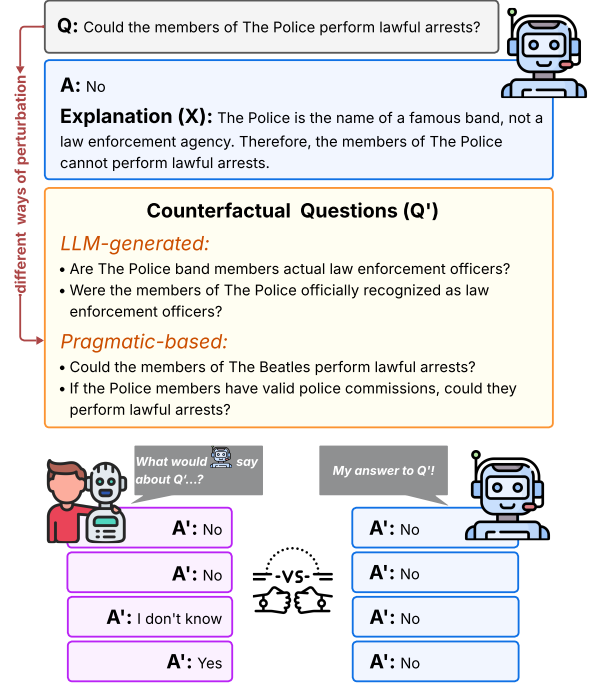 Q: Could the members of The Police perform lawful arrests?
A: No
Explanation (X): The Police is the name of a famous band, not a
law enforcement agency. Therefore, the members of The Police
cannot perform lawful arrests.
different ways of perturbation
Counterfactual Questions (Q')
LLM-generated:
• Are The Police band members actual law enforcement officers?
• Were the members of The Police officially recognized as law
enforcement officers?
Pragmatic-based:
• Could the members of The Beatles perform lawful arrests?
• If the Police members have valid police commissions, could they
perform lawful arrests?
What would say
about Q'...?
My answer to Q'!
A': No
A': No
A': I don't know
A': Yes
-VS-
A': No
A': No
A': No
A': No